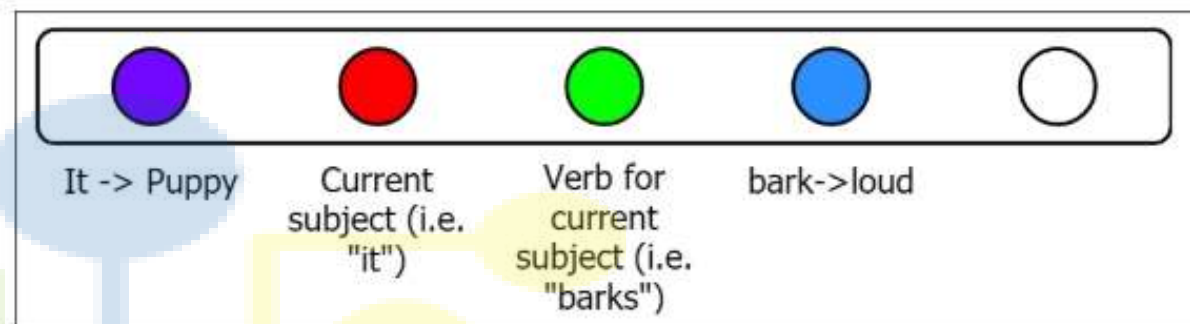 It -> Puppy
Current
subject (i.e.
"it")
Verb for
current
subject (i.e.
"barks")
bark->loud